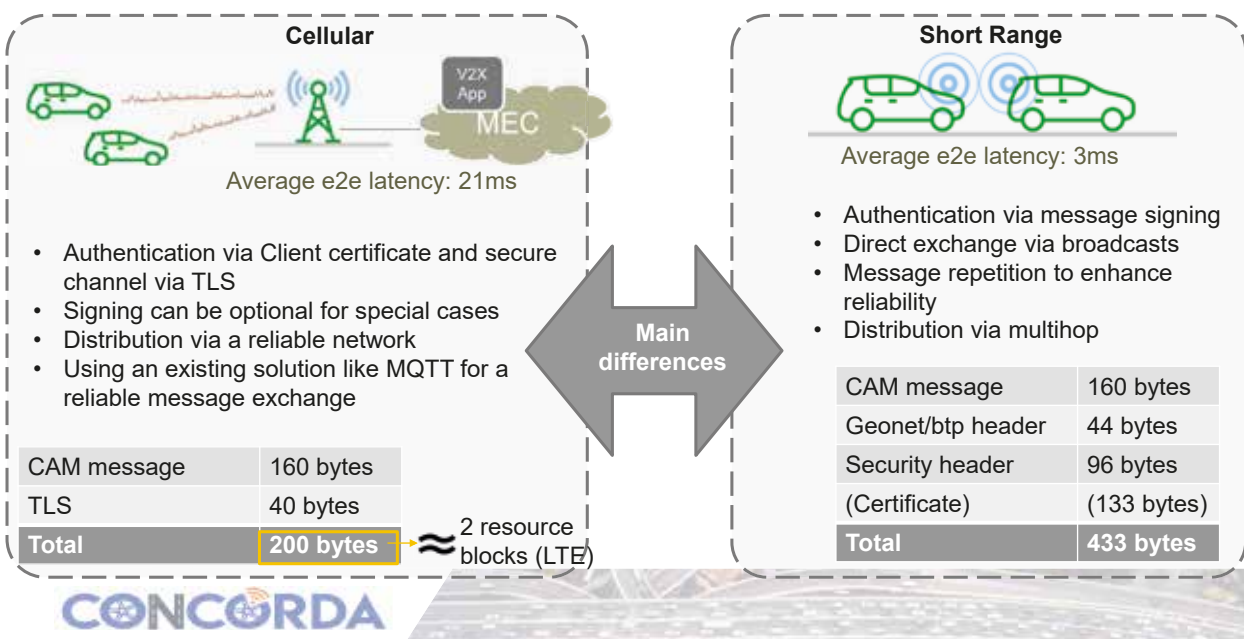 Cellular
V2X
App
MEC
Average e2e latency: 21ms
• Authentication via Client certificate and secure
channel via TLS
• Signing can be optional for special cases
• Distribution via a reliable network
• Using an existing solution like MQTT for a
reliable message exchange
CAM message 160 bytes
TLS 40 bytes
Total 200 bytes
≈ 2 resource
blocks (LTE)
Main
differences
Short Range
Average e2e latency: 3ms
• Authentication via message signing
• Direct exchange via broadcasts
• Message repetition to enhance
reliability
• Distribution via multihop
CAM message 160 bytes
Geonet/btp header 44 bytes
Security header 96 bytes
(Certificate) (133 bytes)
Total 433 bytes
CONCORDA